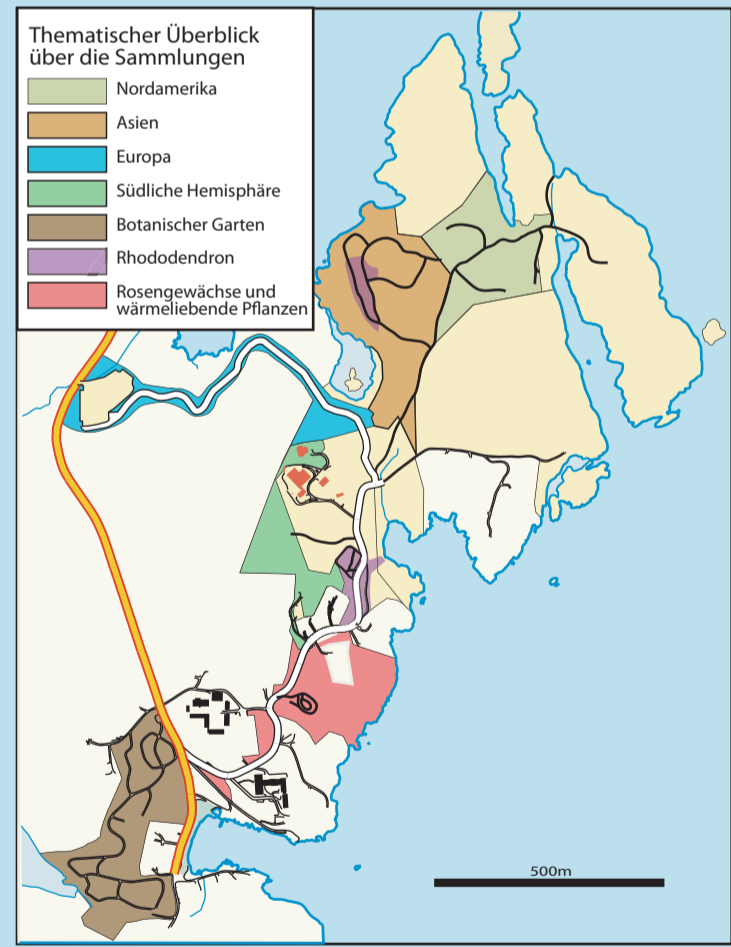 Thematischer Überblick
über die Sammlungen
Nordamerika
Asien
Europa
Südliche Hemisphäre
Botanischer Garten
Rhododendron
Rosengewächse und
wärmeliebende Pflanzen
500m